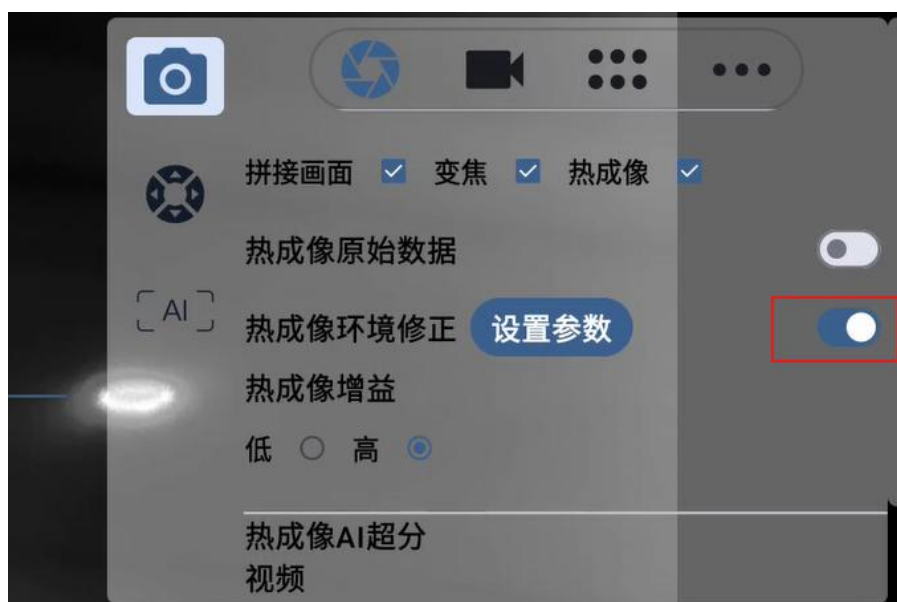 拼接画面 变焦 热成像
热成像原始数据
AI
热成像环境修正 设置参数
热成像增益
低 高
热成像AI超分
视频